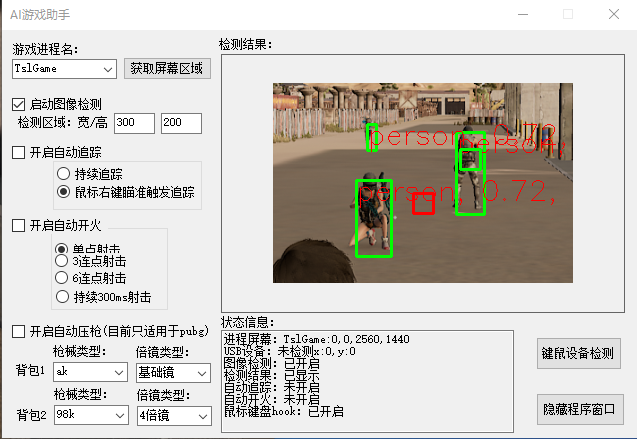 AI游戏助手
游戏进程名：
TslGame
获取屏幕区域
启动图像检测
检测区域：宽/高
300
200
开启自动追踪
持续追踪
鼠标右键瞄准触发追踪
开启自动开火
单点射击
3连点射击
6连点射击
持续300ms射击
开启自动压枪(目前只适用于pubg)
枪械类型：
倍镜类型：
背包1
ak
基础镜
枪械类型：
倍镜类型：
背包2
98k
4倍镜
检测结果：
person, 0.72,
状态信息：
进程屏幕：TslGame:0,0,2560,1440
USB设备：未检测x:0,y:0
图像检测：已开启
检测结果：已显示
自动追踪：未开启
自动开火：未开启
鼠标键盘hook：已开启
键鼠设备检测
隐藏程序窗口